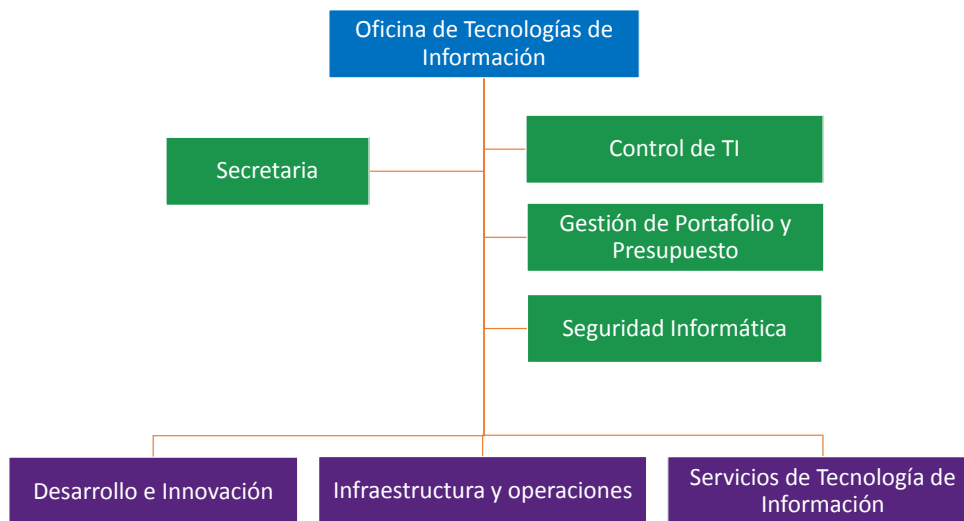 Oficina de Tecnologías de
Información
Secretaria
Control de TI
Gestión de Portafolio y
Presupuesto
Seguridad Informática
Desarrollo e Innovación
Infraestructura y operaciones
Servicios de Tecnología de
Información